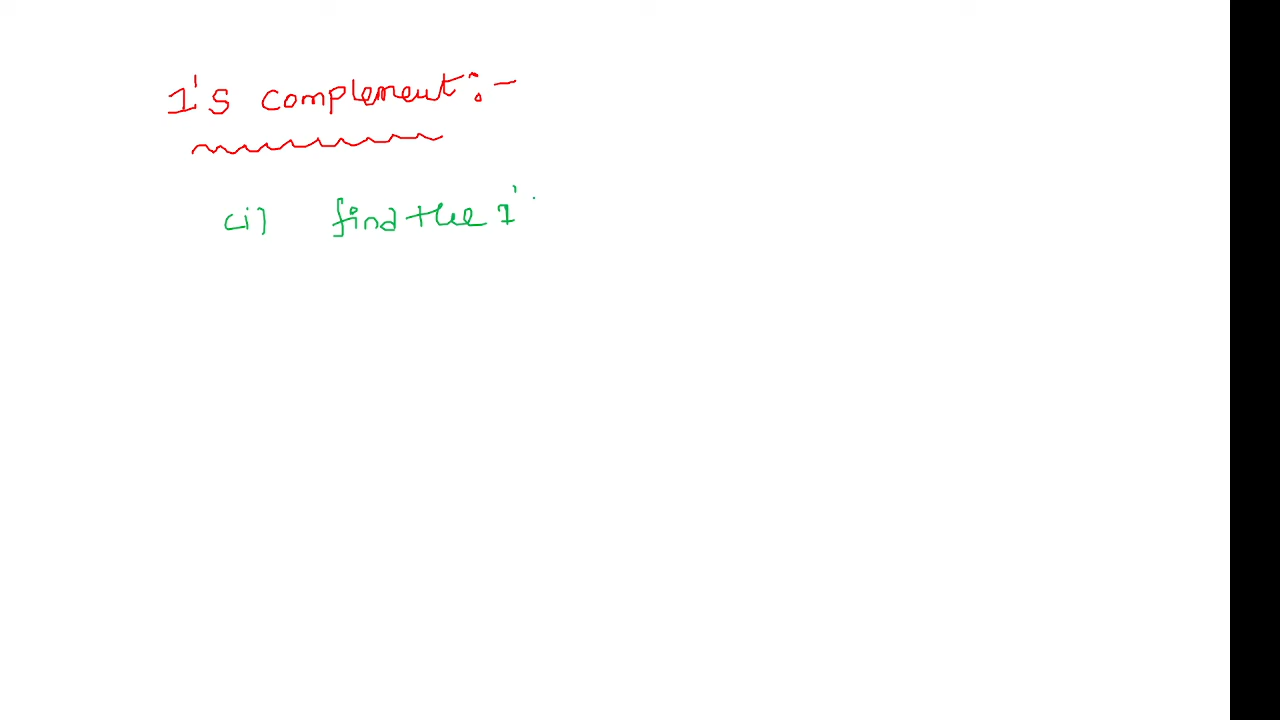 1's complement :-
(i) find the 1'